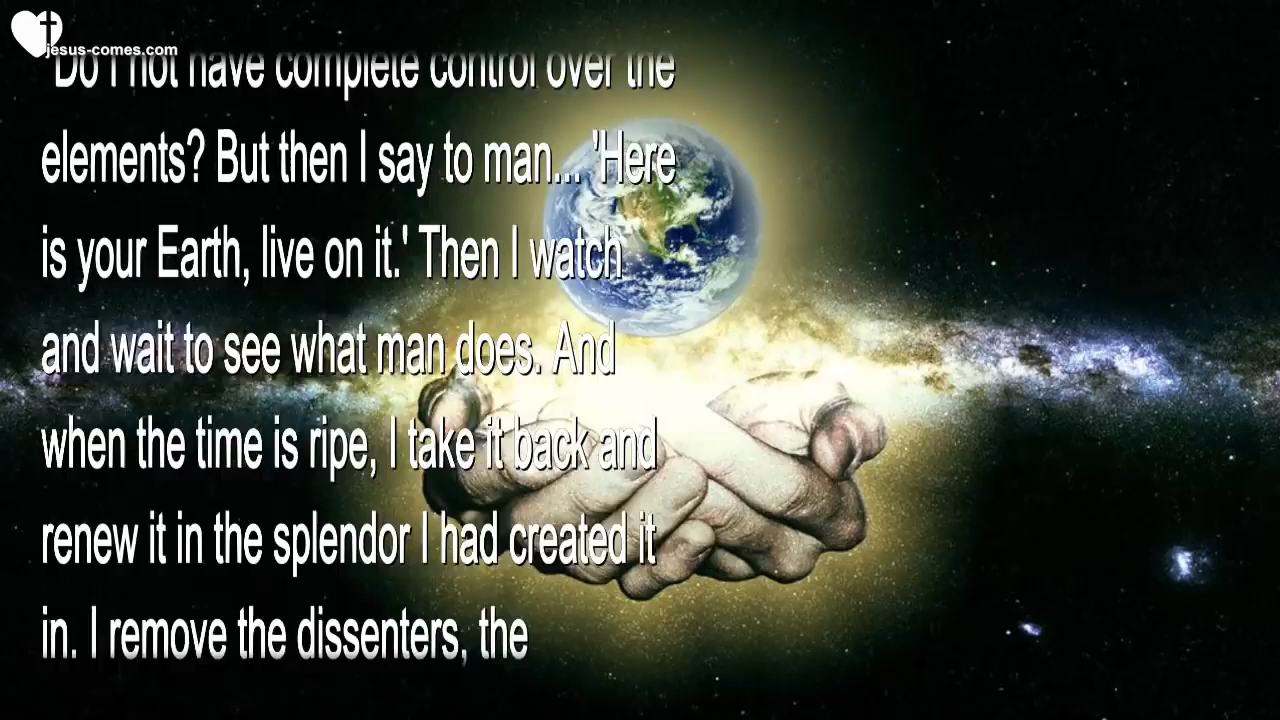 jesus-comes.com
"Do I not have complete control over the
elements? But then I say to man... 'Here
is your Earth, live on it.' Then I watch
and wait to see what man does. And
when the time is ripe, I take it back and
renew it in the splendor I had created it
in. I remove the dissenters, the